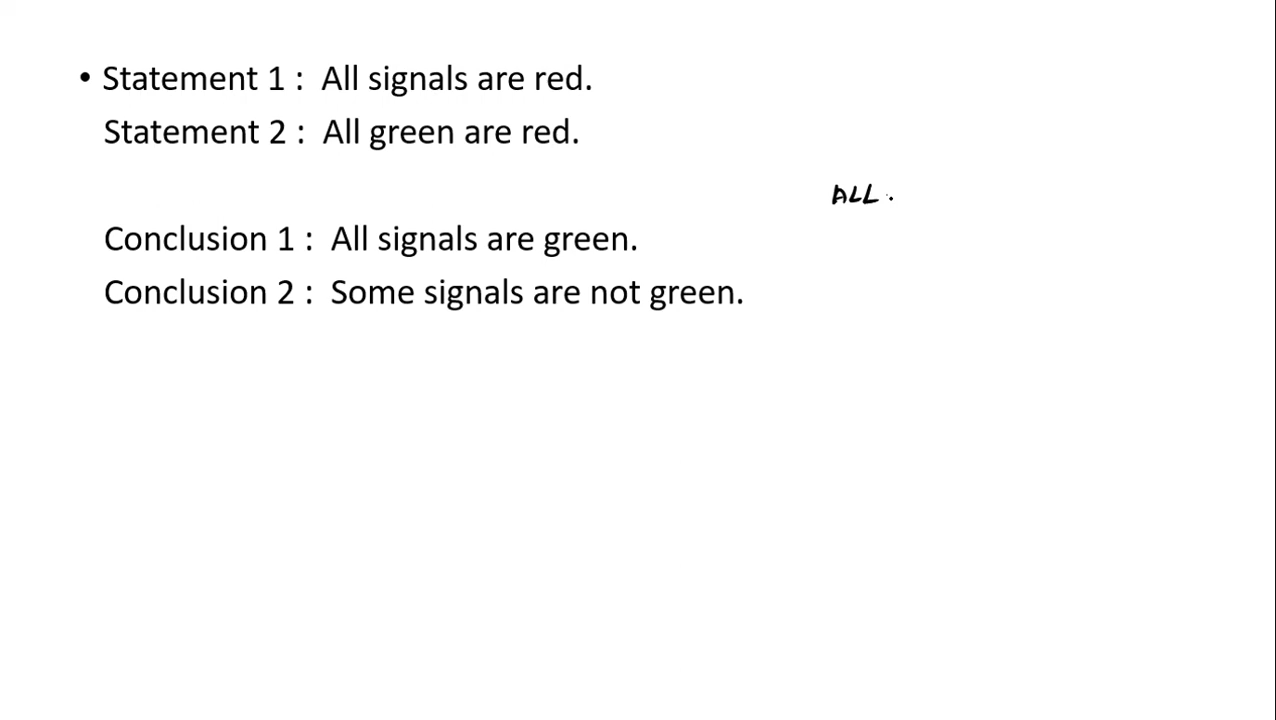 • Statement 1 : All signals are red.
Statement 2 : All green are red.
ALL
Conclusion 1 : All signals are green.
Conclusion 2 : Some signals are not green.